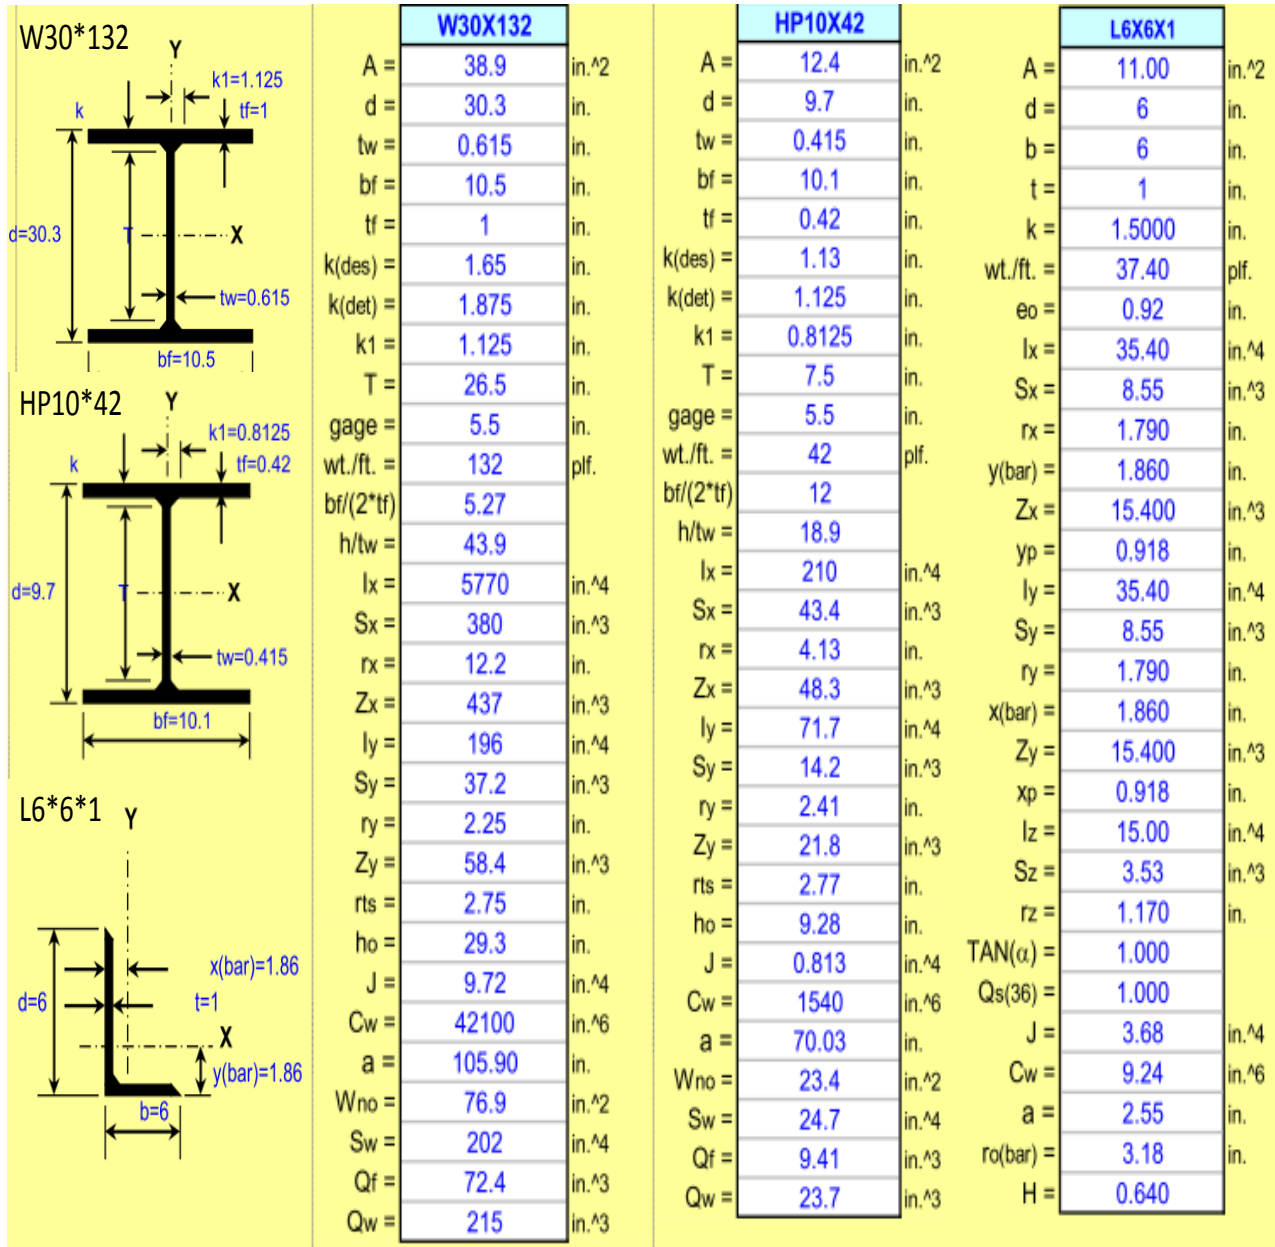 W30*132
Y
k1=1.125
k
tf=1
d=30.3
T
X
tw=0.615
bf=10.5
HP10*42
Y
k1=0.8125
k
tf=0.42
d=9.7
T
X
tw=0.415
bf=10.1
L6*6*1
Y
x(bar)=1.86
d=6
t=1
X
y(bar)=1.86
b=6
W30X132
A = 38.9 in.^2
d = 30.3 in.
tw = 0.615 in.
bf = 10.5 in.
tf = 1 in.
k(des) = 1.65 in.
k(det) = 1.875 in.
k1 = 1.125 in.
T = 26.5 in.
gage = 5.5 in.
wt./ft. = 132 plf.
bf/(2*tf) 5.27
h/tw = 43.9
Ix = 5770 in.^4
Sx = 380 in.^3
rx = 12.2 in.
Zx = 437 in.^3
Iy = 196 in.^4
Sy = 37.2 in.^3
ry = 2.25 in.
Zy = 58.4 in.^3
rts = 2.75 in.
ho = 29.3 in.
J = 9.72 in.^4
Cw = 42100 in.^6
a = 105.90 in.
Wno = 76.9 in.^2
Sw = 202 in.^4
Qf = 72.4 in.^3
Qw = 215 in.^3
HP10X42
A = 12.4 in.^2
d = 9.7 in.
tw = 0.415 in.
bf = 10.1 in.
tf = 0.42 in.
k(des) = 1.13 in.
k(det) = 1.125 in.
k1 = 0.8125 in.
T = 7.5 in.
gage = 5.5 in.
wt./ft. = 42 plf.
bf/(2*tf) 12
h/tw = 18.9
Ix = 210 in.^4
Sx = 43.4 in.^3
rx = 4.13 in.
Zx = 48.3 in.^3
Iy = 71.7 in.^4
Sy = 14.2 in.^3
ry = 2.41 in.
Zy = 21.8 in.^3
rts = 2.77 in.
ho = 9.28 in.
J = 0.813 in.^4
Cw = 1540 in.^6
a = 70.03 in.
Wno = 23.4 in.^2
Sw = 24.7 in.^4
Qf = 9.41 in.^3
Qw = 23.7 in.^3
L6X6X1
A = 11.00 in.^2
d = 6 in.
b = 6 in.
t = 1 in.
k = 1.5000 in.
wt./ft. = 37.40 plf.
eo = 0.92 in.
Ix = 35.40 in.^4
Sx = 8.55 in.^3
rx = 1.790 in.
y(bar) = 1.860 in.
Zx = 15.400 in.^3
yp = 0.918 in.
Iy = 35.40 in.^4
Sy = 8.55 in.^3
ry = 1.790 in.
x(bar) = 1.860 in.
Zy = 15.400 in.^3
xp = 0.918 in.
Iz = 15.00 in.^4
Sz = 3.53 in.^3
rz = 1.170 in.
TAN(α) = 1.000
Qs(36) = 1.000
J = 3.68 in.^4
Cw = 9.24 in.^6
a = 2.55 in.
ro(bar) = 3.18 in.
H = 0.640